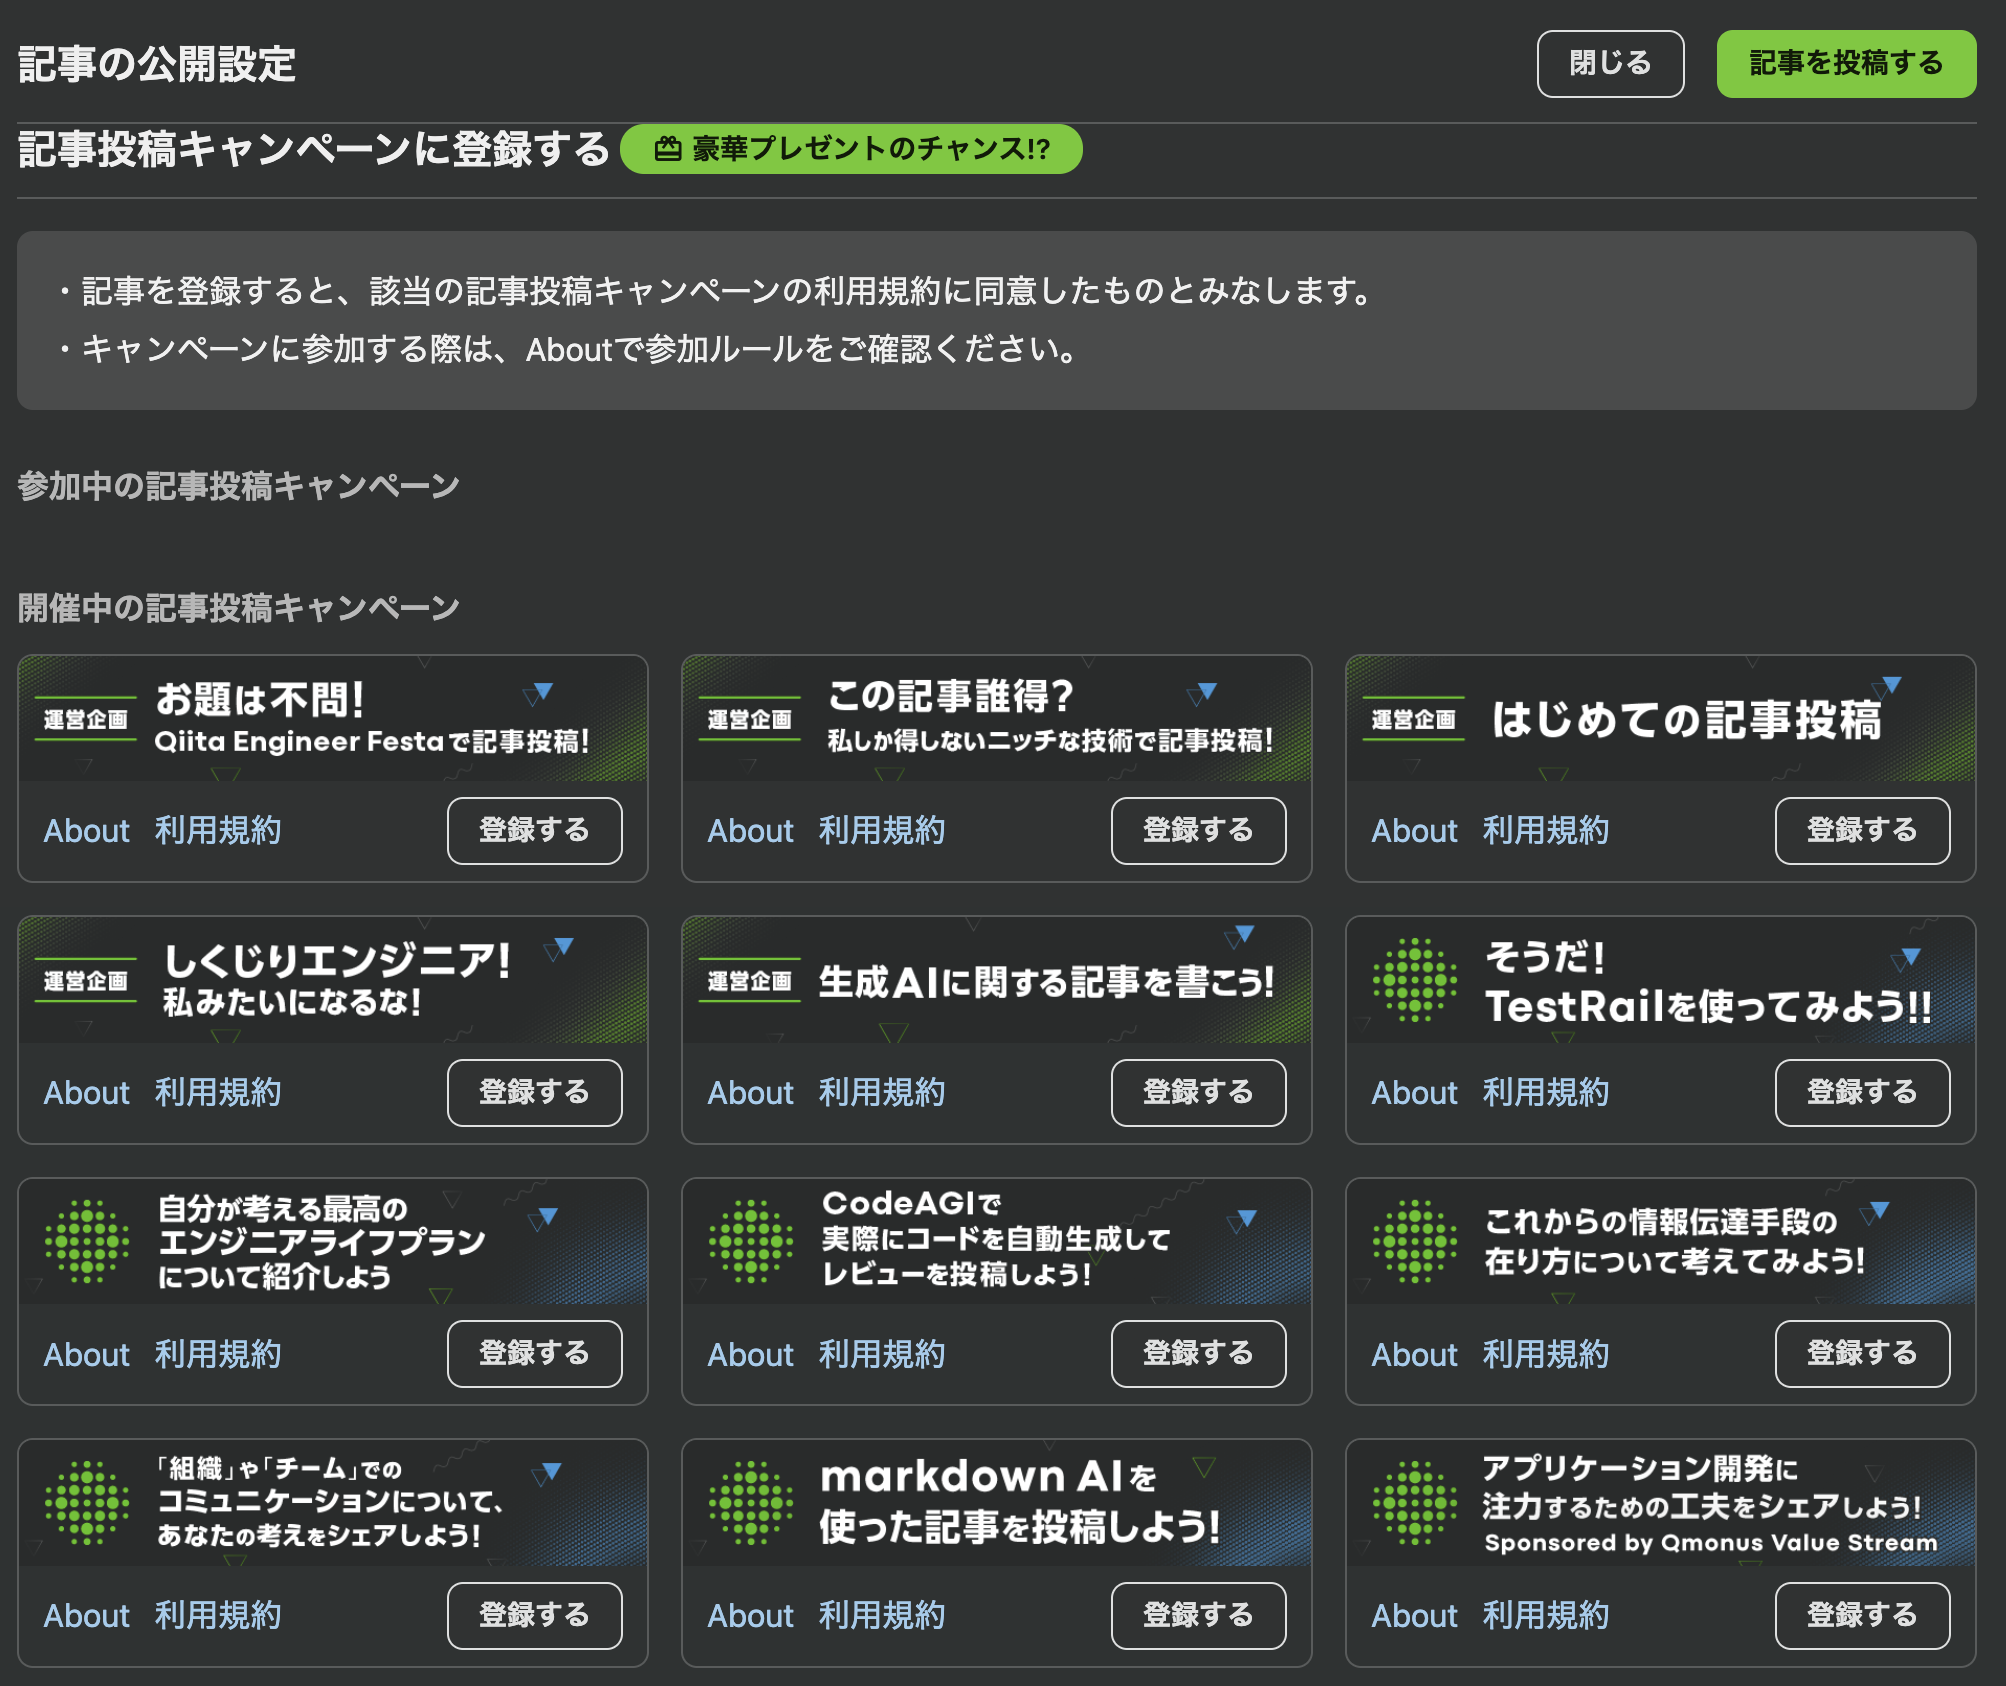 記事の公開設定
閉じる
記事を投稿する
記事投稿キャンペーンに登録する
豪華プレゼントのチャンス!?
・記事を登録すると、該当の記事投稿キャンペーンの利用規約に同意したものとみなします。
・キャンペーンに参加する際は、Aboutで参加ルールをご確認ください。
参加中の記事投稿キャンペーン
開催中の記事投稿キャンペーン
運営企画
お題は不問!
Qiita Engineer Festaで記事投稿!
About 利用規約
登録する
運営企画
この記事誰得?
私しか得しないニッチな技術で記事投稿!
About 利用規約
登録する
運営企画
はじめての記事投稿
About 利用規約
登録する
運営企画
しくじりエンジニア!
私みたいになるな!
About 利用規約
登録する
運営企画
生成AIに関する記事を書こう!
About 利用規約
登録する
そうだ!
TestRailを使ってみよう!!
About 利用規約
登録する
自分が考える最高の
エンジニアライフプラン
について紹介しよう
About 利用規約
登録する
CodeAGIで
実際にコードを自動生成して
レビューを投稿しよう!
About 利用規約
登録する
これからの情報伝達手段の
在り方について考えてみよう!
About 利用規約
登録する
「組織」や「チーム」での
コミュニケーションについて、
あなたの考えをシェアしよう!
About 利用規約
登録する
markdown AIを
使った記事を投稿しよう!
About 利用規約
登録する
アプリケーション開発に
注力するための工夫をシェアしよう!
Sponsored by Qmonus Value Stream
About 利用規約
登録する